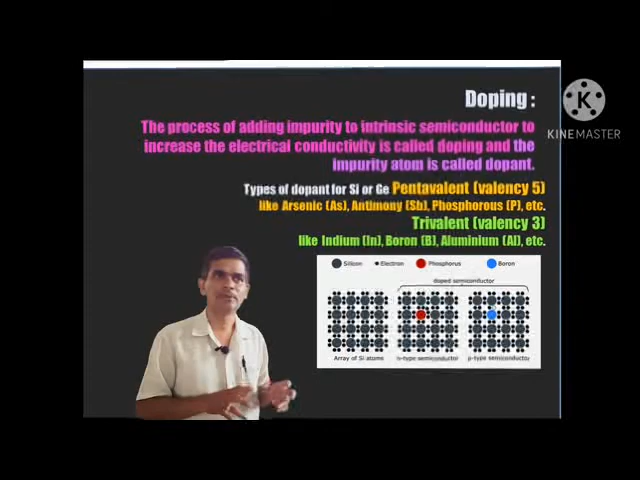 Doping :
KINEMASTER
The process of adding impurity to intrinsic semiconductor to
increase the electrical conductivity is called doping and the
impurity atom is called dopant.
Types of dopant for Si or Ge Pentavalent (valency 5)
like Arsenic (As), Antimony (Sb), Phosphorous (P), etc.
Trivalent (valency 3)
like Indium (In), Boron (B), Aluminium (Al), etc.
Silicon Electron Phosphorus Boron
doped semiconductor
Array of Si atoms n-type semiconductor p-type semiconductor